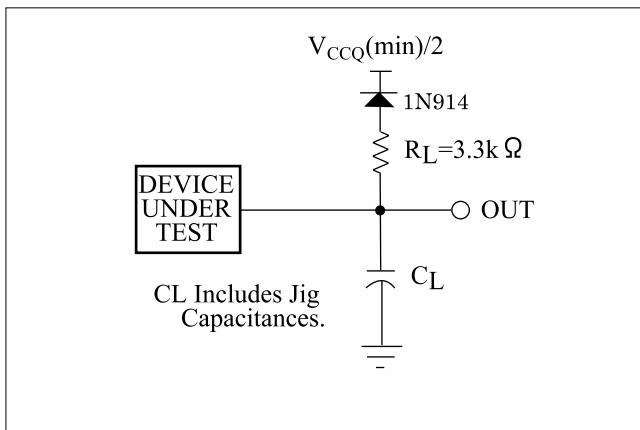 VCCQ(min)/2
1N914
RL=3.3k Ω
DEVICE
UNDER
TEST
OUT
CL
CL Includes Jig
Capacitances.